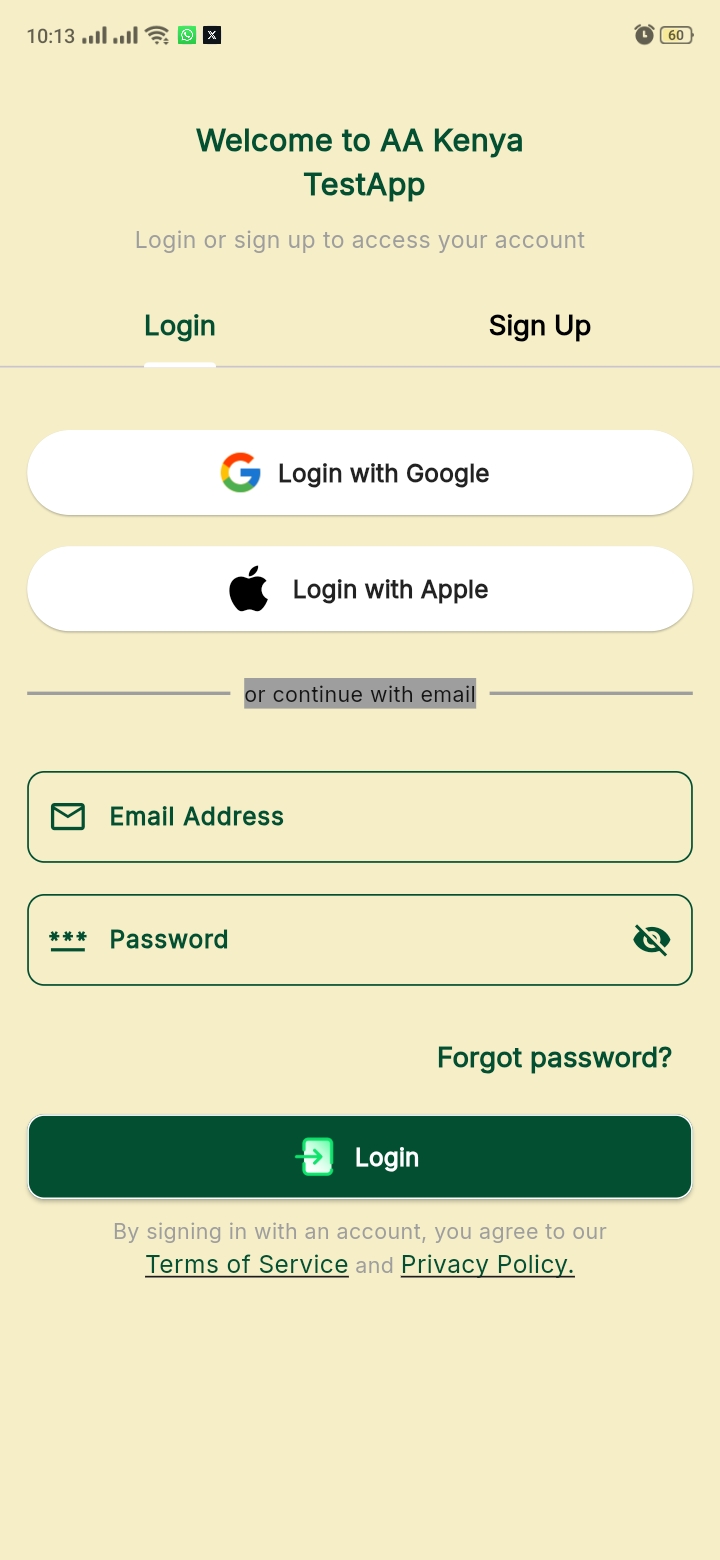 10:13
60
Welcome to AA Kenya
TestApp
Login or sign up to access your account
Login
Sign Up
Login with Google
Login with Apple
or continue with email
Email Address
*** Password
Forgot password?
Login
By signing in with an account, you agree to our
Terms of Service and Privacy Policy.